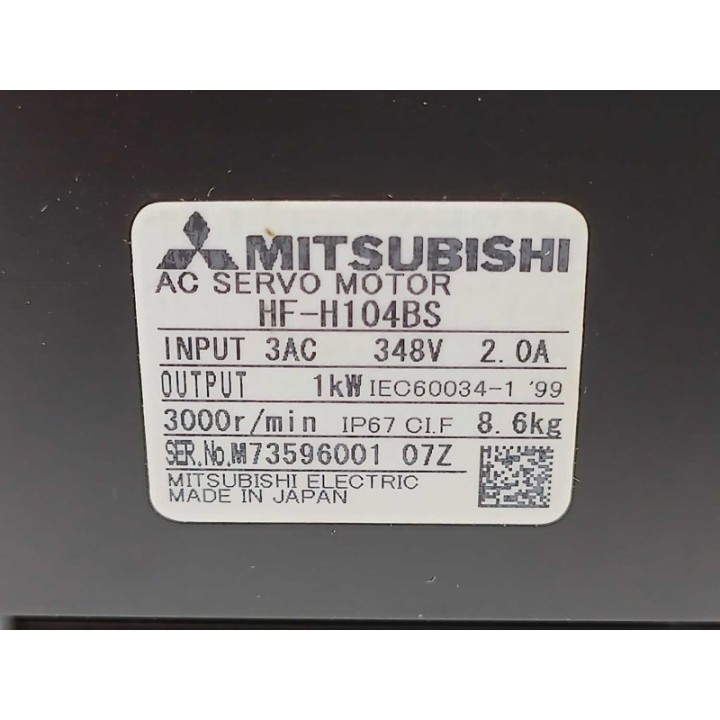 MITSUBISHI
AC SERVO MOTOR
HF-H104BS
INPUT 3AC 348V 2.0A
OUTPUT 1kW IEC60034-1 '99
3000r/min IP67 CI.F 8.6kg
SER.No.M73596001 07Z
MITSUBISHI ELECTRIC
MADE IN JAPAN